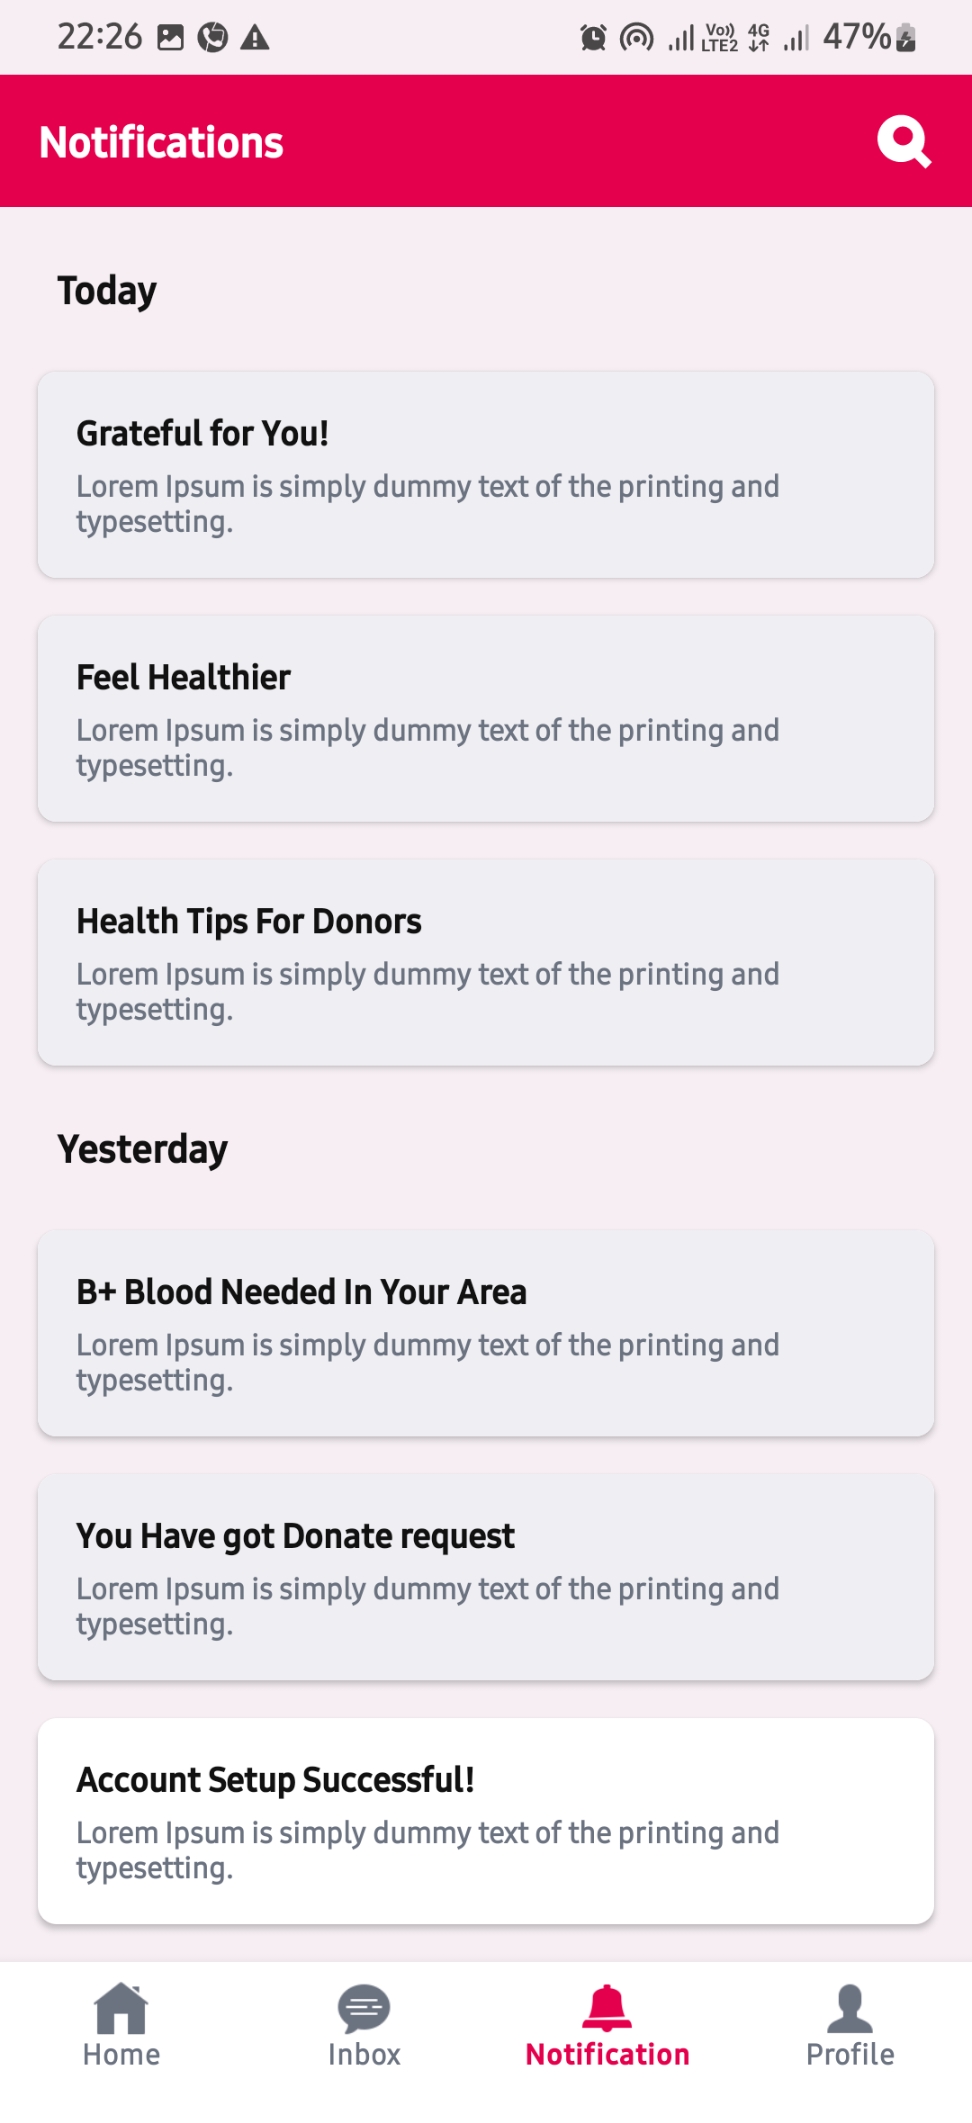 22:26
Vo)) LTE2 4G 47%
Notifications
Today
Grateful for You!
Lorem Ipsum is simply dummy text of the printing and
typesetting.
Feel Healthier
Lorem Ipsum is simply dummy text of the printing and
typesetting.
Health Tips For Donors
Lorem Ipsum is simply dummy text of the printing and
typesetting.
Yesterday
B+ Blood Needed In Your Area
Lorem Ipsum is simply dummy text of the printing and
typesetting.
You Have got Donate request
Lorem Ipsum is simply dummy text of the printing and
typesetting.
Account Setup Successful!
Lorem Ipsum is simply dummy text of the printing and
typesetting.
Home
Inbox
Notification
Profile